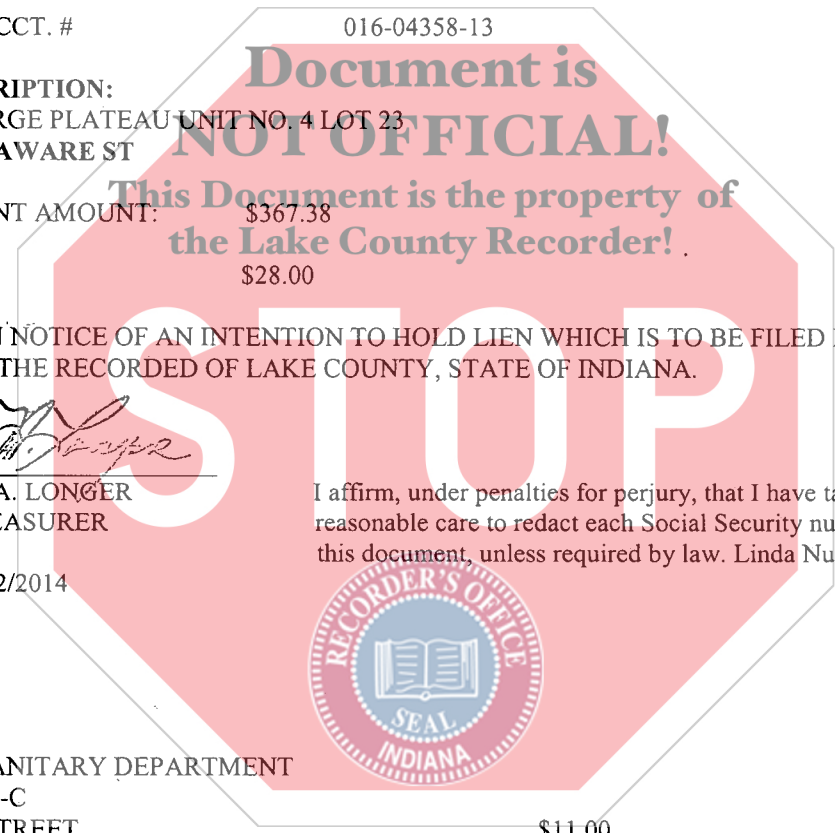 CCT. # 016-04358-13
Document is
RIPTION:
RGE PLATEAU UNIT NO. 4 LOT 23
NOT OFFICIAL!
AWARE ST
This Document is the property of
NT AMOUNT: $367.38
the Lake County Recorder!
$28.00
NOTICE OF AN INTENTION TO HOLD LIEN WHICH IS TO BE FILED
THE RECORDED OF LAKE COUNTY, STATE OF INDIANA.
STOP
A. LONGER
EASURER
I affirm, under penalties for perjury, that I have ta
reasonable care to redact each Social Security nu
this document, unless required by law. Linda Nu
2/2014
RECORDER'S OFFICE
SEAL
INDIANA
ANITARY DEPARTMENT
-C
TREET $11.00